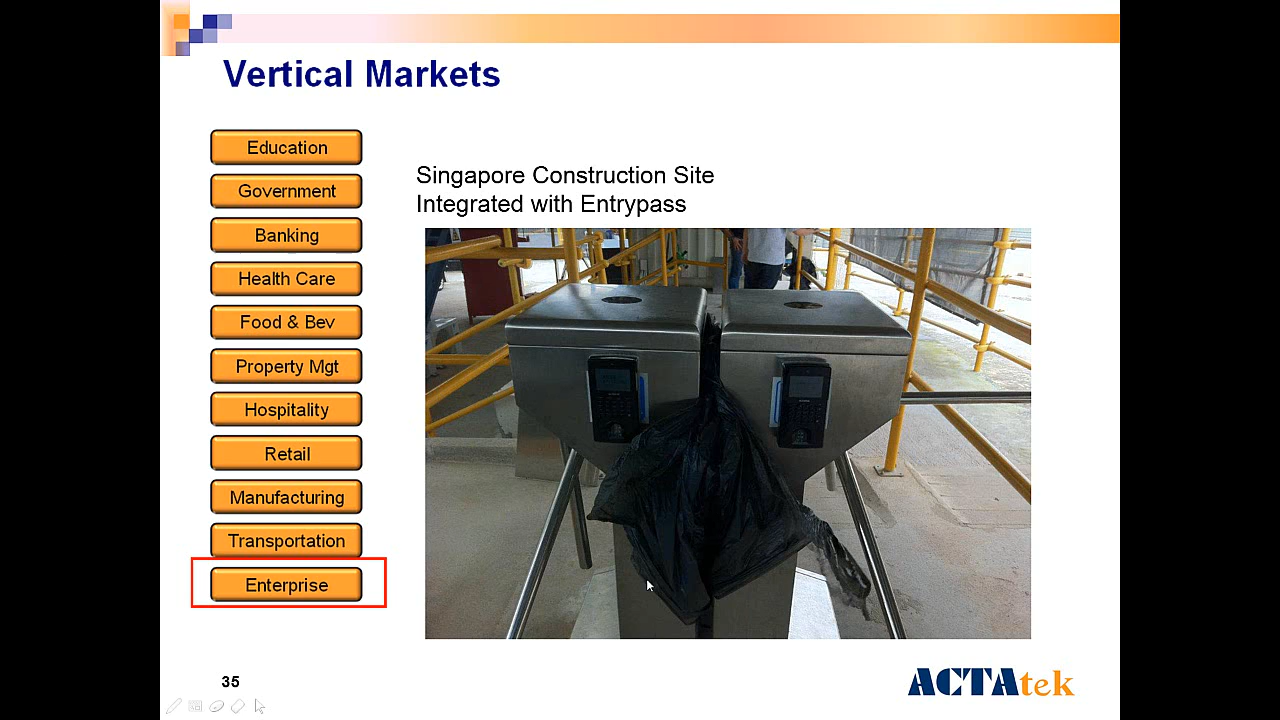 Vertical Markets
Education
Government
Banking
Health Care
Food & Bev
Property Mgt
Hospitality
Retail
Manufacturing
Transportation
Enterprise
Singapore Construction Site
Integrated with Entrypass
35
ACTAtek